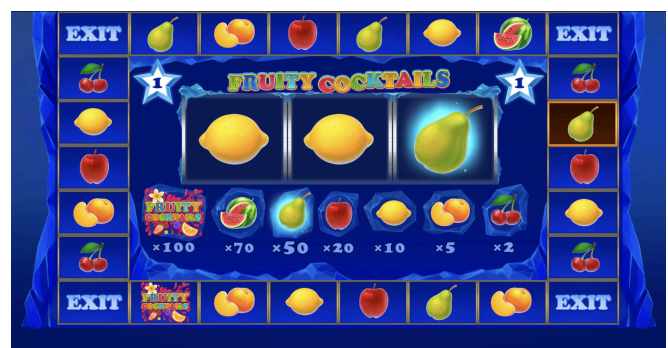 EXIT EXIT
1 FRUITY COCKTAILS 1
FRUITY
COCKTAILS
×100 ×70 ×50 ×20 ×10 ×5 ×2
EXIT FRUITY COCKTAILS EXIT